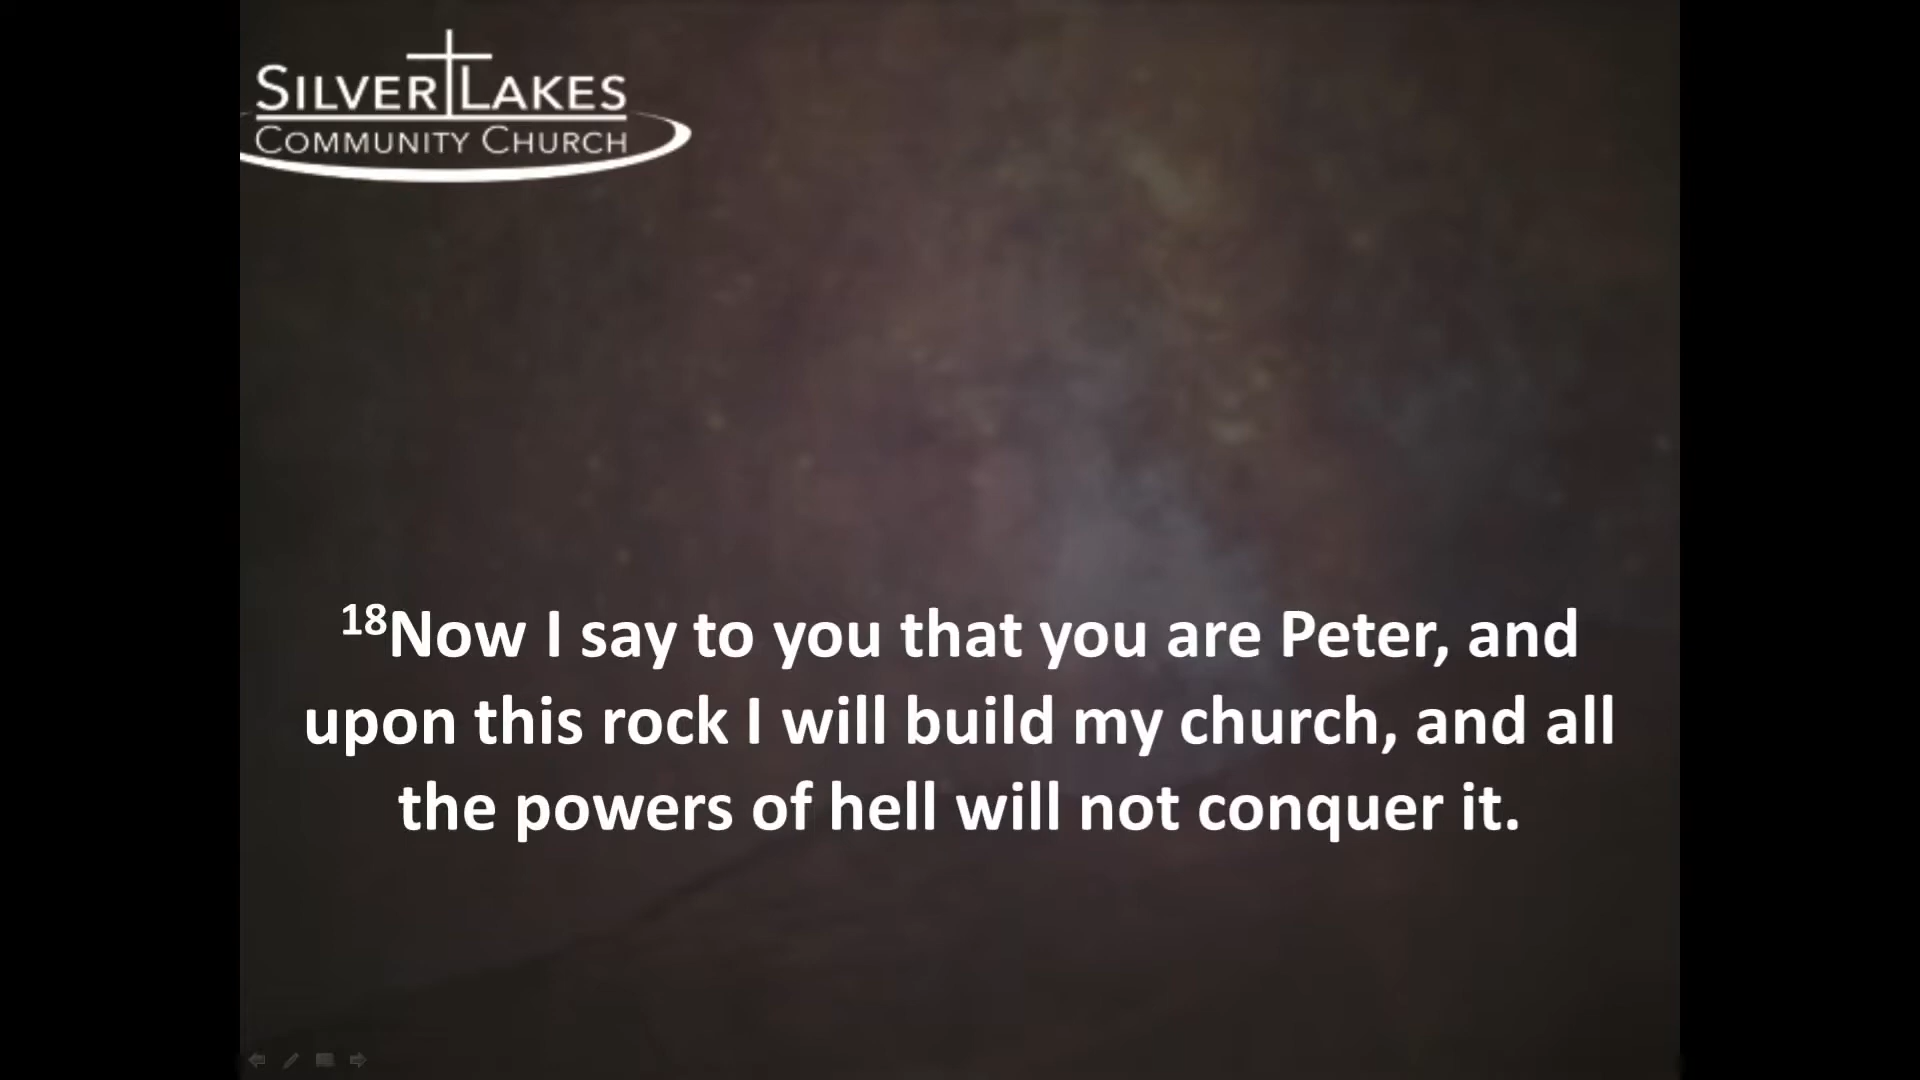 SILVER LAKES
COMMUNITY CHURCH
18Now I say to you that you are Peter, and
upon this rock I will build my church, and all
the powers of hell will not conquer it.